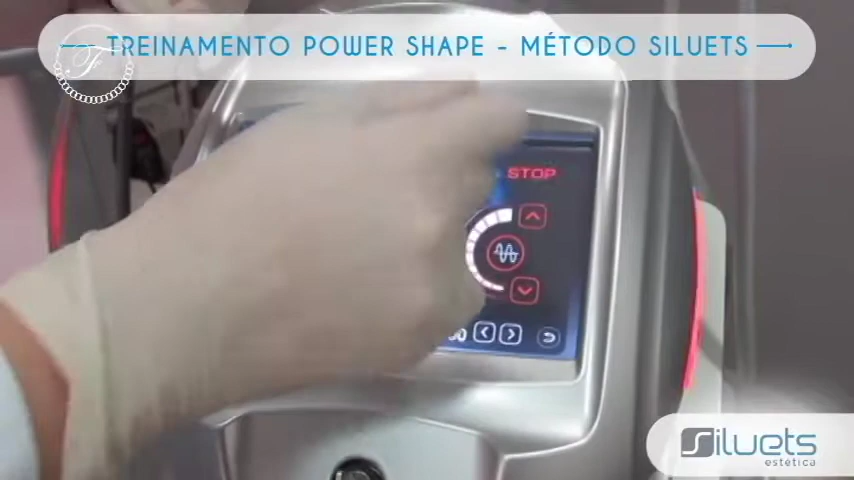 TREINAMENTO POWER SHAPE - MÉTODO SILUETS
F
STOP
Siluets
estética